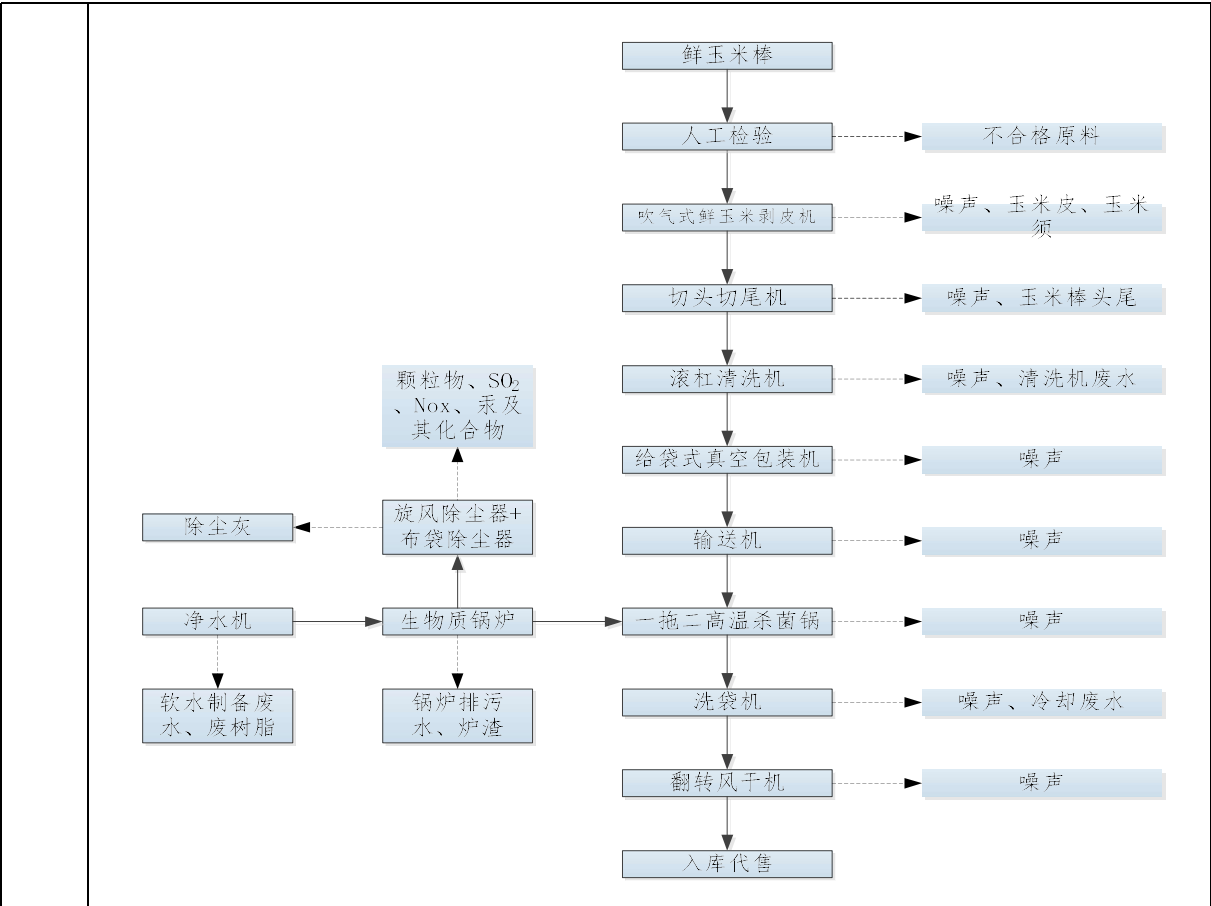 鲜玉米棒
人工检验
不合格原料
吹气式鲜玉米剥皮机
噪声、玉米皮、玉米
须
切头切尾机
噪声、玉米棒头尾
滚杠清洗机
噪声、清洗机废水
颗粒物、SO₂
、Nox、汞及
其化合物
给袋式真空包装机
噪声
除尘灰
旋风除尘器+
布袋除尘器
输送机
噪声
净水机
生物质锅炉
一拖二高温杀菌锅
噪声
软水制备废
水、废树脂
锅炉排污
水、炉渣
洗袋机
噪声、冷却废水
翻转风干机
噪声
入库代售